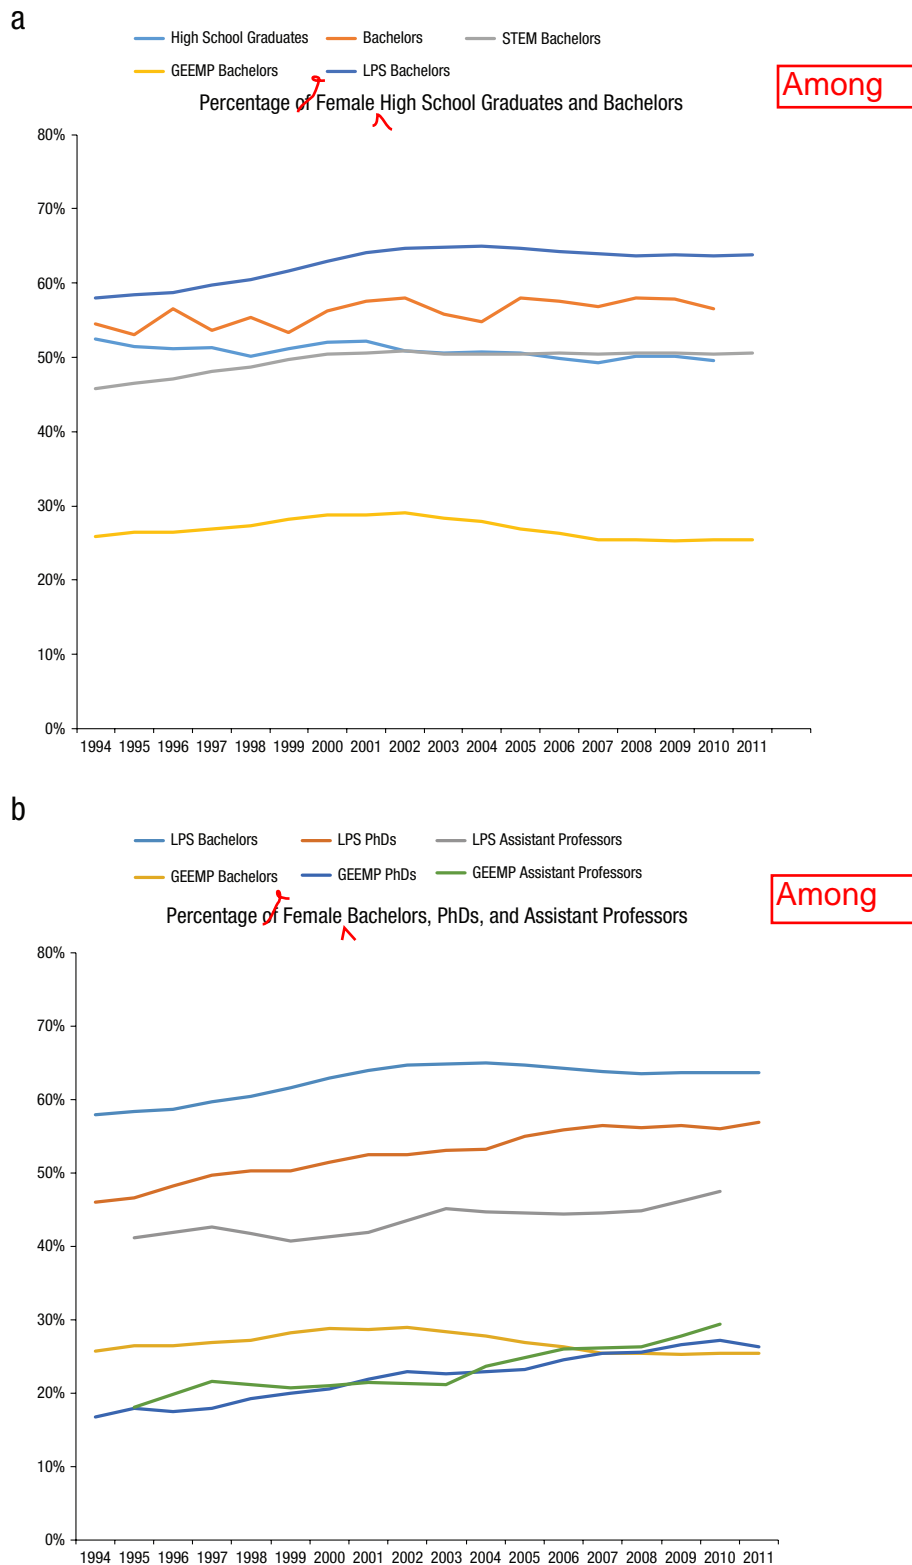 a
High School Graduates Bachelors STEM Bachelors
GEEMP Bachelors LPS Bachelors
Among
Percentage of Female High School Graduates and Bachelors
80%
70%
60%
50%
40%
30%
20%
10%
0%
1994 1995 1996 1997 1998 1999 2000 2001 2002 2003 2004 2005 2006 2007 2008 2009 2010 2011
b
LPS Bachelors LPS PhDs LPS Assistant Professors
GEEMP Bachelors GEEMP PhDs GEEMP Assistant Professors
Among
Percentage of Female Bachelors, PhDs, and Assistant Professors
80%
70%
60%
50%
40%
30%
20%
10%
0%
1994 1995 1996 1997 1998 1999 2000 2001 2002 2003 2004 2005 2006 2007 2008 2009 2010 2011